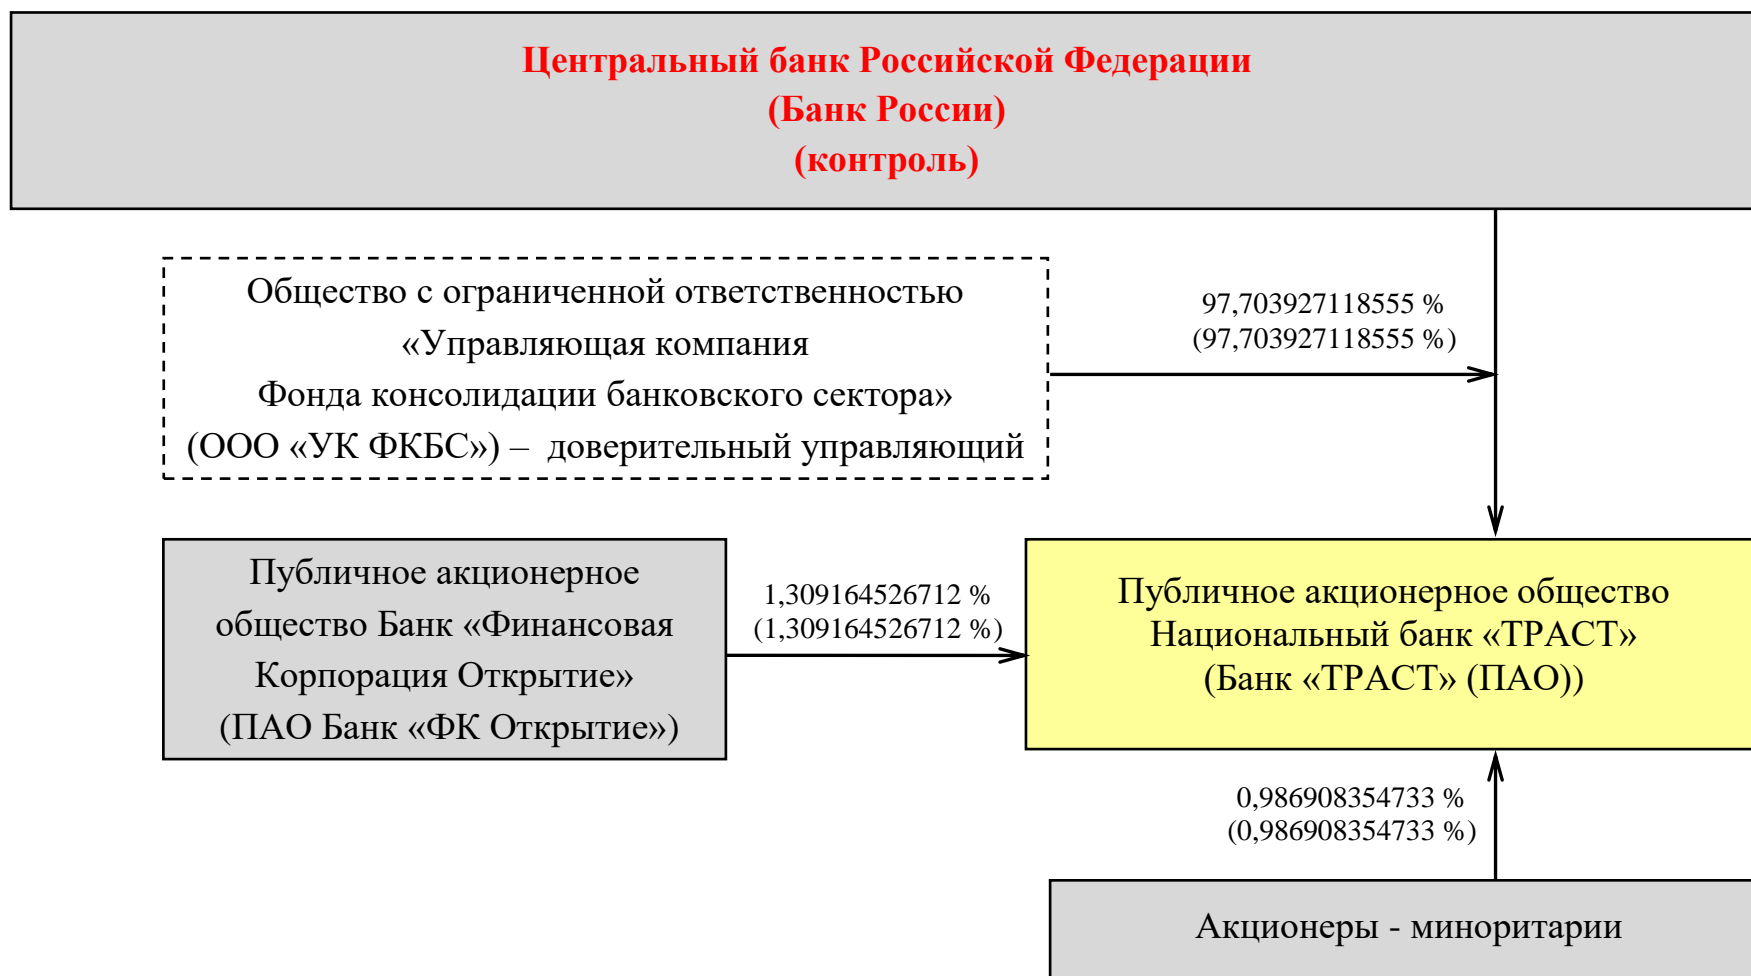 Центральный банк Российской Федерации
(Банк России)
(контроль)
Общество с ограниченной ответственностью
«Управляющая компания
Фонда консолидации банковского сектора»
(ООО «УК ФКБС») – доверительный управляющий
97,703927118555 %
(97,703927118555 %)
Публичное акционерное
общество Банк «Финансовая
Корпорация Открытие»
(ПАО Банк «ФК Открытие»)
1,309164526712 %
(1,309164526712 %)
Публичное акционерное общество
Национальный банк «ТРАСТ»
(Банк «ТРАСТ» (ПАО))
0,986908354733 %
(0,986908354733 %)
Акционеры - миноритарии